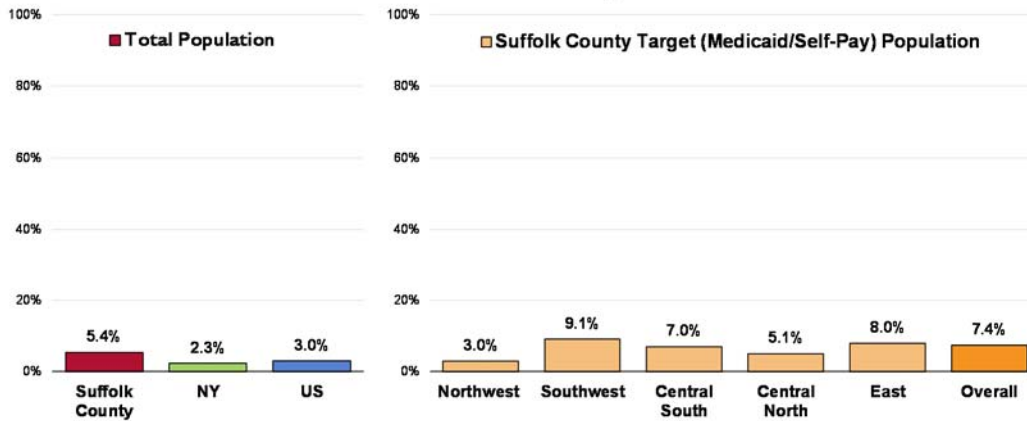 100%
80%
60%
40%
20%
0%
Total Population
5.4%
2.3%
3.0%
Suffolk
County
NY
US
100%
80%
60%
40%
20%
0%
Suffolk County Target (Medicaid/Self-Pay) Population
3.0%
9.1%
7.0%
5.1%
8.0%
7.4%
Northwest
Southwest
Central
South
Central
North
East
Overall